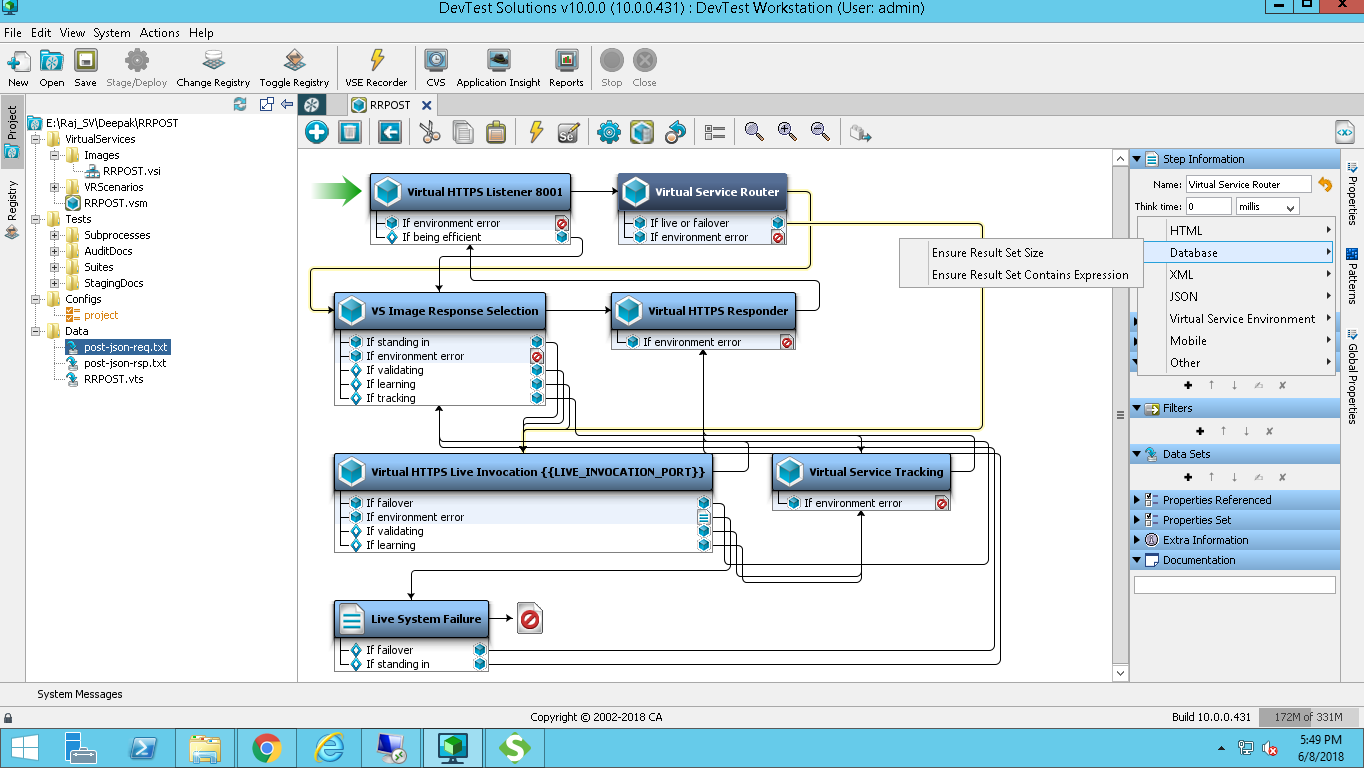 DevTest Solutions v10.0.0 (10.0.0.431) : DevTest Workstation (User: admin)
File Edit View System Actions Help
New Open Save Stage/Deploy Change Registry Toggle Registry VSE Recorder CVS Application Insight Reports Stop Close
Project
Registry
E:\Raj_SV\Deepak\RRPOST
VirtualServices
Images
RRPOST.vsi
VRScenarios
RRPOST.vsm
Tests
Subprocesses
AuditDocs
Suites
StagingDocs
Configs
project
Data
post-json-req.txt
post-json-rsp.txt
RRPOST.vts
RRPOST
Se
Virtual HTTPS Listener 8001
If environment error
If being efficient
Virtual Service Router
If live or failover
If environment error
VS Image Response Selection
If standing in
If environment error
If validating
If learning
If tracking
Virtual HTTPS Responder
If environment error
Virtual HTTPS Live Invocation {{LIVE_INVOCATION_PORT}}
If failover
If environment error
If validating
If learning
Virtual Service Tracking
If environment error
Live System Failure
If failover
If standing in
Ensure Result Set Size
Ensure Result Set Contains Expression
Step Information
Name: Virtual Service Router
Think time: 0 millis
HTML
Database
XML
JSON
Virtual Service Environment
Mobile
Other
Filters
Data Sets
Properties Referenced
Properties Set
Extra Information
Documentation
Properties
Patterns
Global Properties
System Messages
Copyright © 2002-2018 CA
Build 10.0.0.431
172M of 331M
5:49 PM
6/8/2018